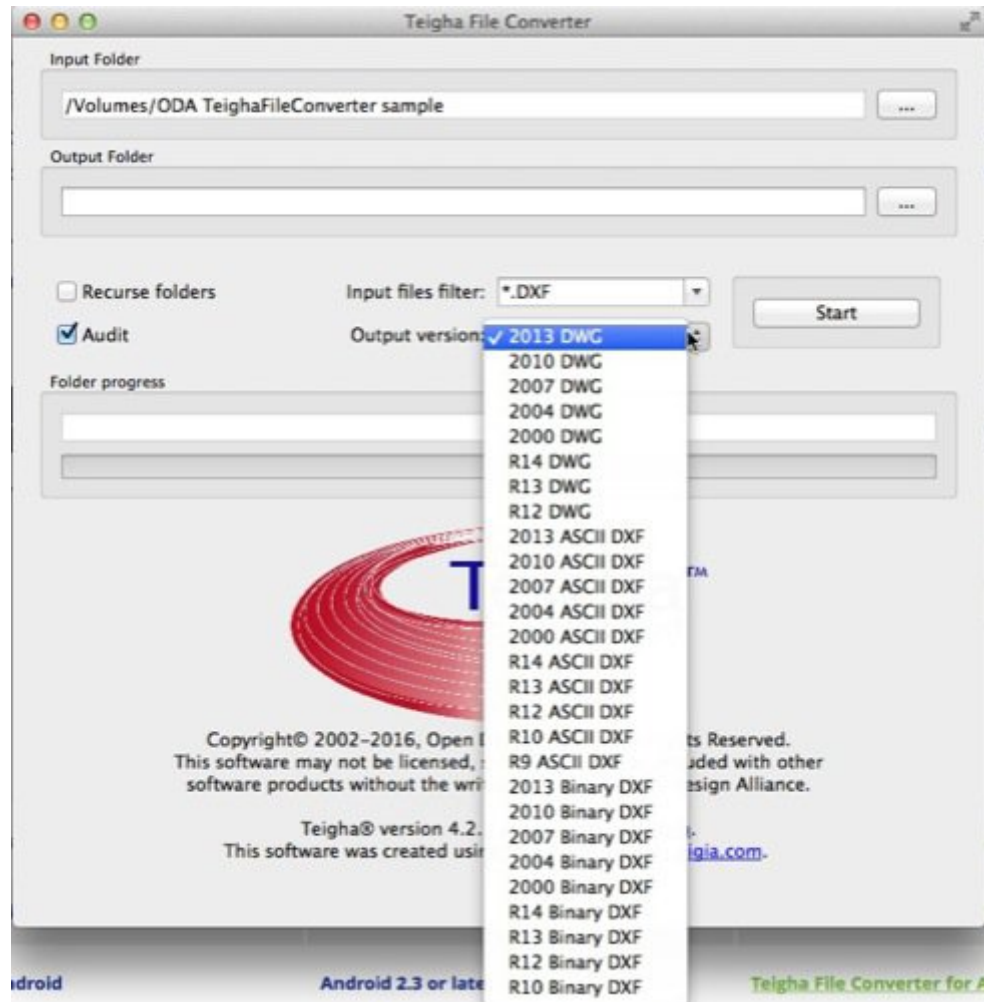 Teigha File Converter
Input Folder
/Volumes/ODA TeighaFileConverter sample
...
Output Folder
...
Recurse folders
Input files filter: *.DXF
Start
Audit
Output version: ✓ 2013 DWG
2010 DWG
Folder progress
2007 DWG
2004 DWG
2000 DWG
R14 DWG
R13 DWG
R12 DWG
2013 ASCII DXF
2010 ASCII DXF
T
TM
2007 ASCII DXF
2004 ASCII DXF
2000 ASCII DXF
R14 ASCII DXF
R13 ASCII DXF
R12 ASCII DXF
R10 ASCII DXF
R9 ASCII DXF
2013 Binary DXF
2010 Binary DXF
2007 Binary DXF
2004 Binary DXF
2000 Binary DXF
R14 Binary DXF
R13 Binary DXF
R12 Binary DXF
R10 Binary DXF
Copyright© 2002-2016, Open ts Reserved.
This software may not be licensed, uded with other
software products without the esign Alliance.
Teigha® version 4.2.
This software was created igia.com.
droid
Android 2.3 or late
Teigha File Converter for A